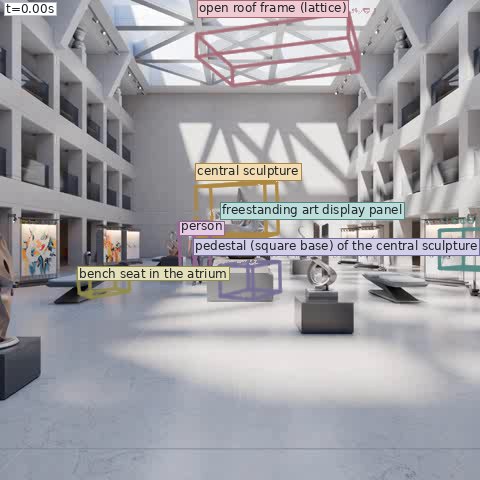 t=0.00s
open roof frame (lattice)
central sculpture
freestanding art display panel
person
pedestal (square base) of the central sculpture
bench seat in the atrium